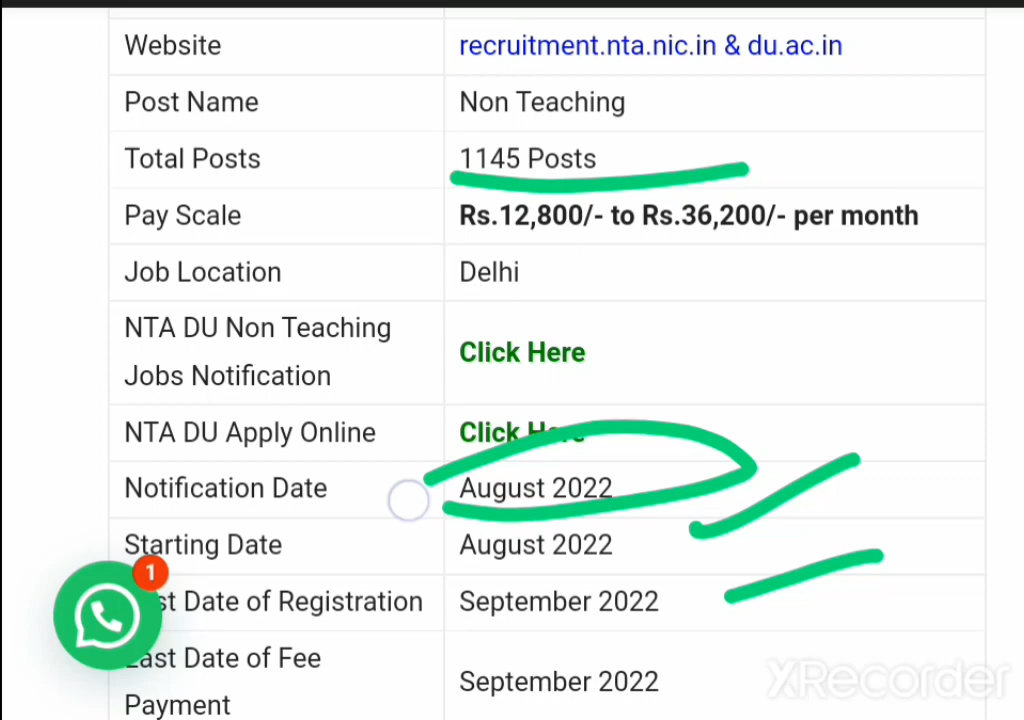 Website recruitment.nta.nic.in & du.ac.in
Post Name Non Teaching
Total Posts 1145 Posts
Pay Scale Rs.12,800/- to Rs.36,200/- per month
Job Location Delhi
NTA DU Non Teaching
Jobs Notification Click Here
NTA DU Apply Online Click Here
Notification Date August 2022
Starting Date August 2022
1
st Date of Registration September 2022
Last Date of Fee
Payment September 2022
XRecorder